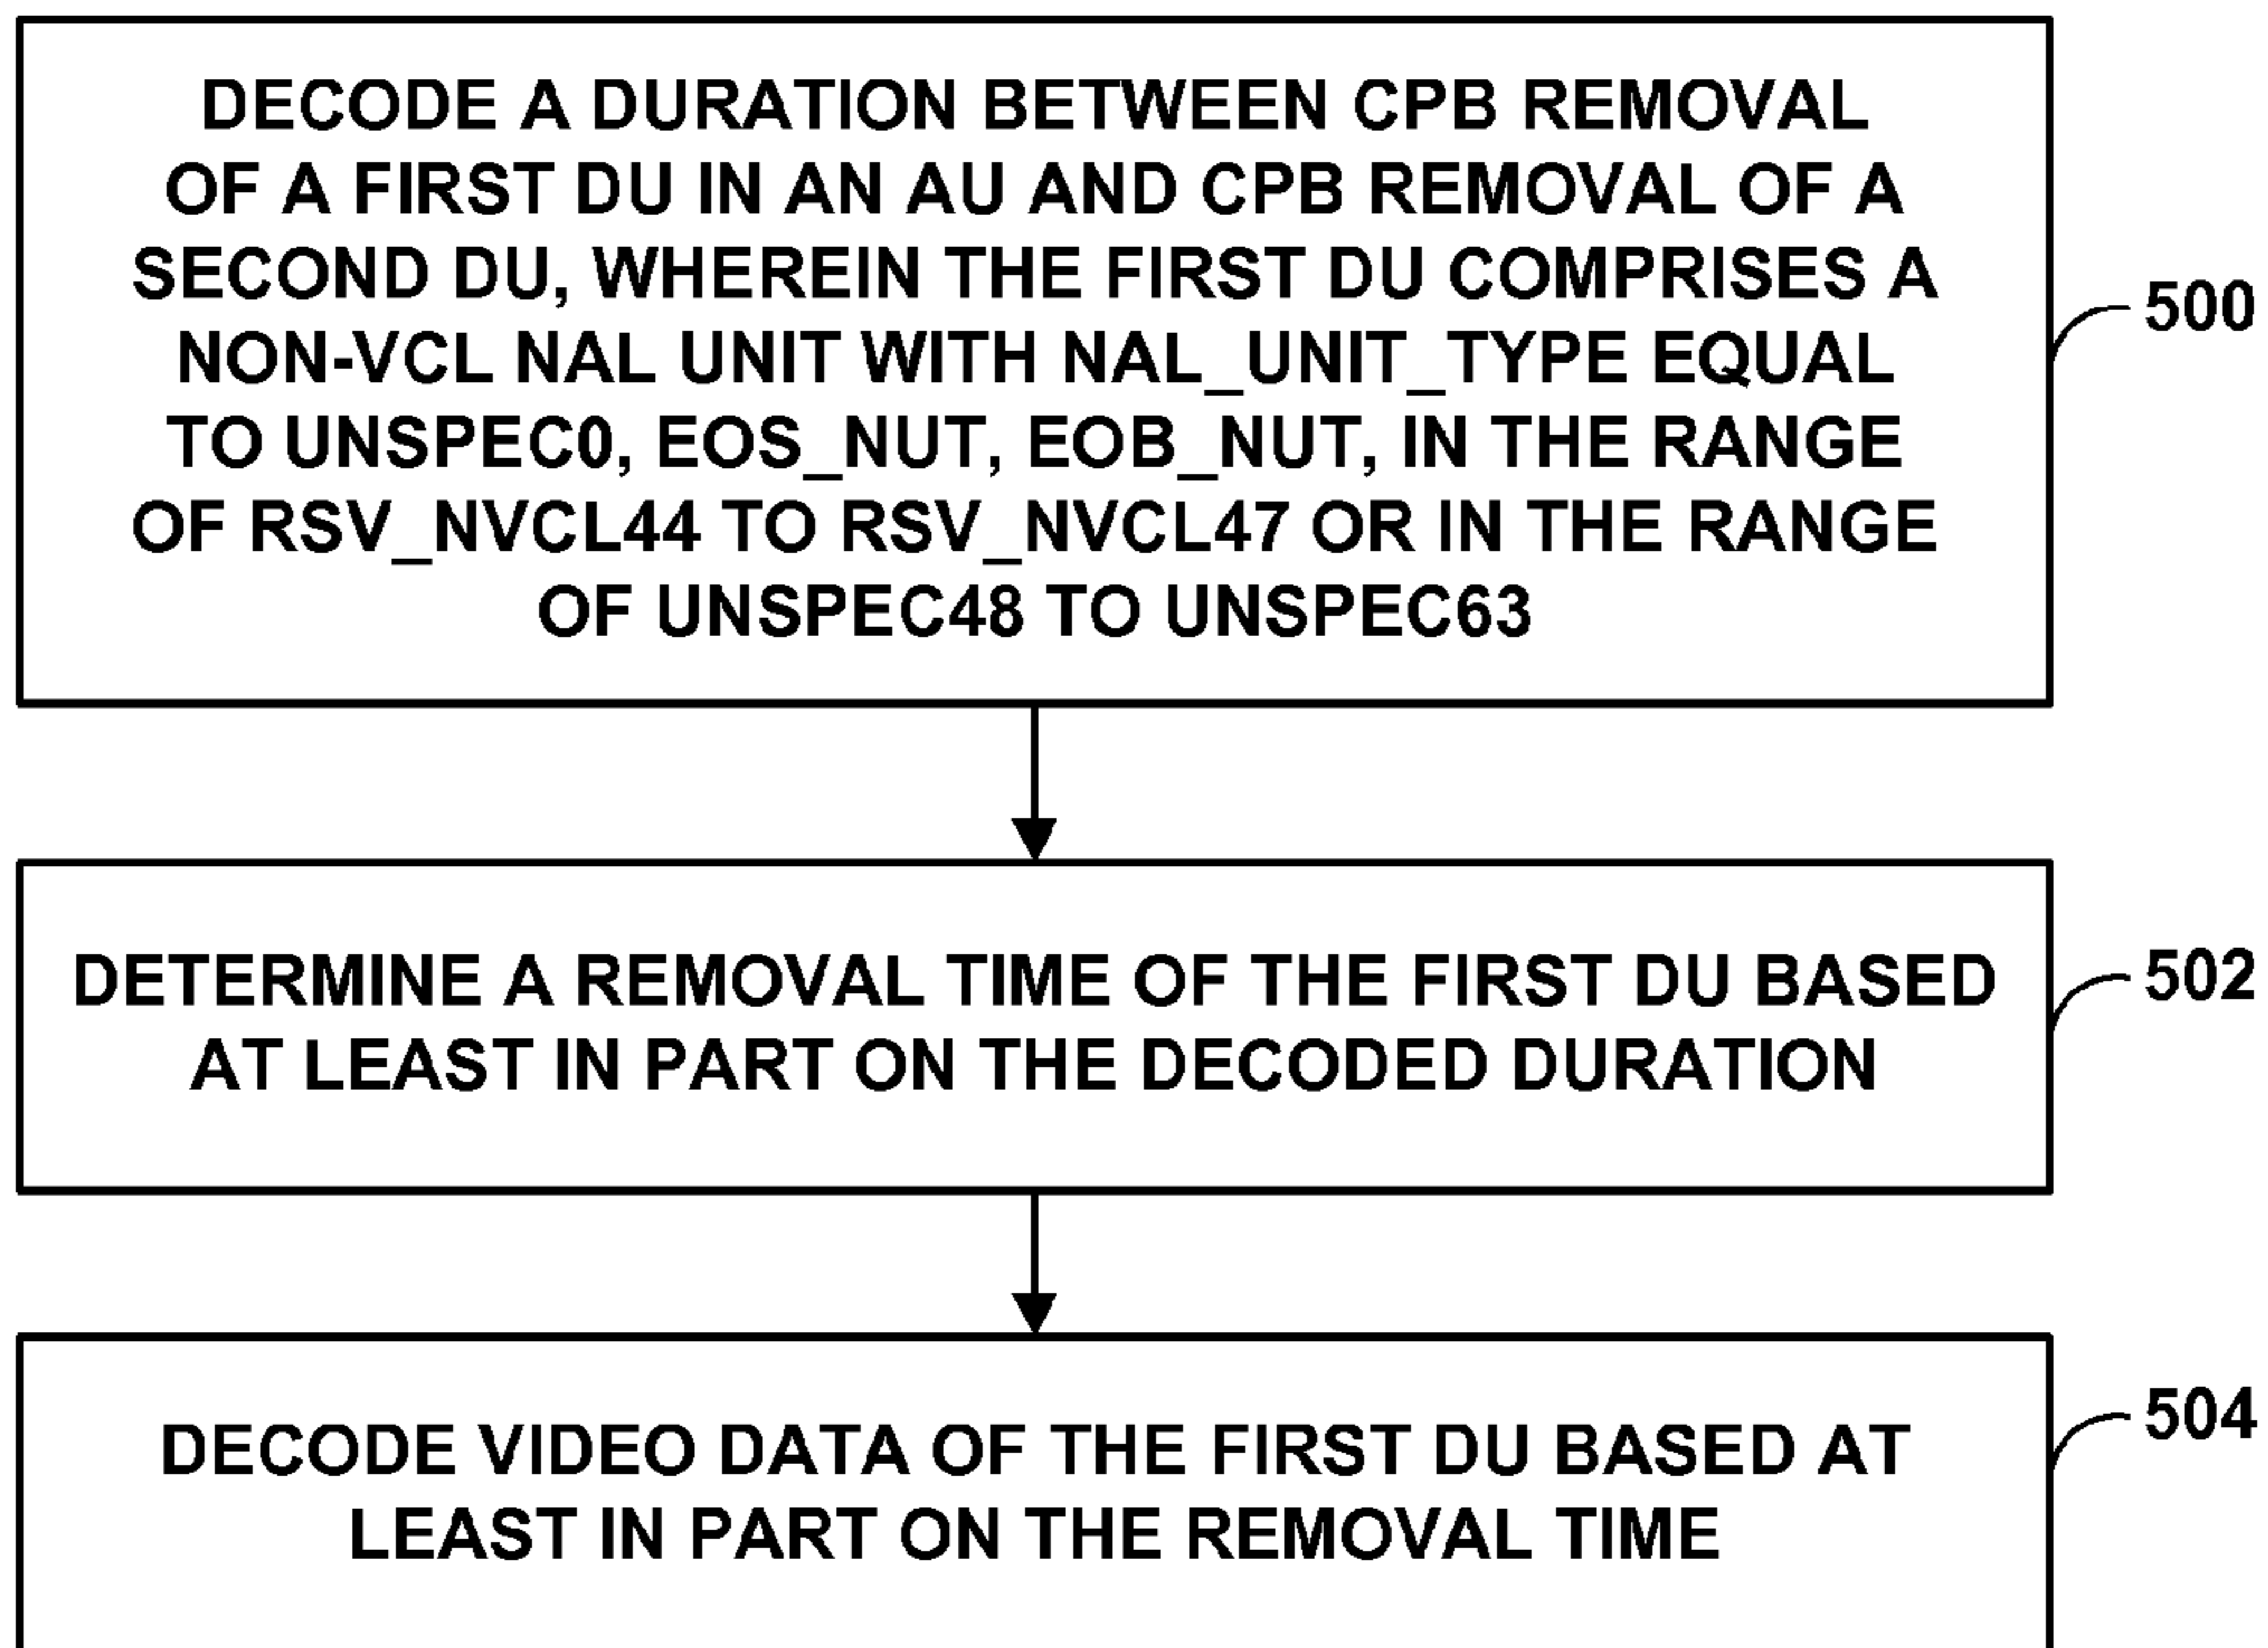 DECODE A DURATION BETWEEN CPB REMOVAL
OF A FIRST DU IN AN AU AND CPB REMOVAL OF A
SECOND DU, WHEREIN THE FIRST DU COMPRISES A
NON-VCL NAL UNIT WITH NAL_UNIT_TYPE EQUAL
TO UNSPEC0, EOS_NUT, EOB_NUT, IN THE RANGE
OF RSV_NVCL44 TO RSV_NVCL47 OR IN THE RANGE
OF UNSPEC48 TO UNSPEC63
500
DETERMINE A REMOVAL TIME OF THE FIRST DU BASED
AT LEAST IN PART ON THE DECODED DURATION
502
DECODE VIDEO DATA OF THE FIRST DU BASED AT
LEAST IN PART ON THE REMOVAL TIME
504